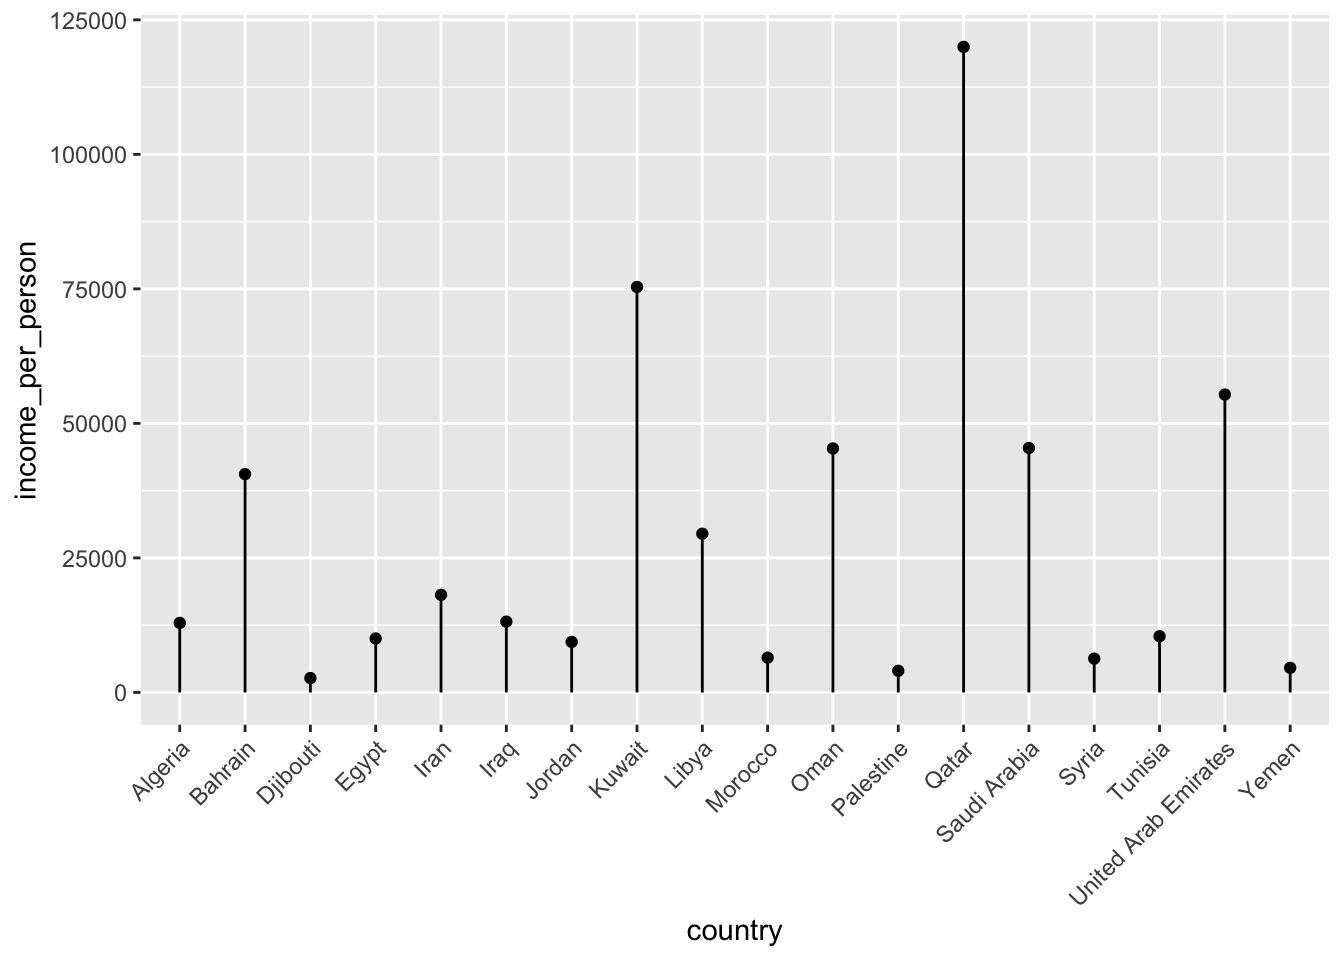 125000
100000
75000
50000
25000
0
income_per_person
Algeria
Bahrain
Djibouti
Egypt
Iran
Iraq
Jordan
Kuwait
Libya
Morocco
Oman
Palestine
Qatar
Saudi Arabia
Syria
Tunisia
United Arab Emirates
Yemen
country